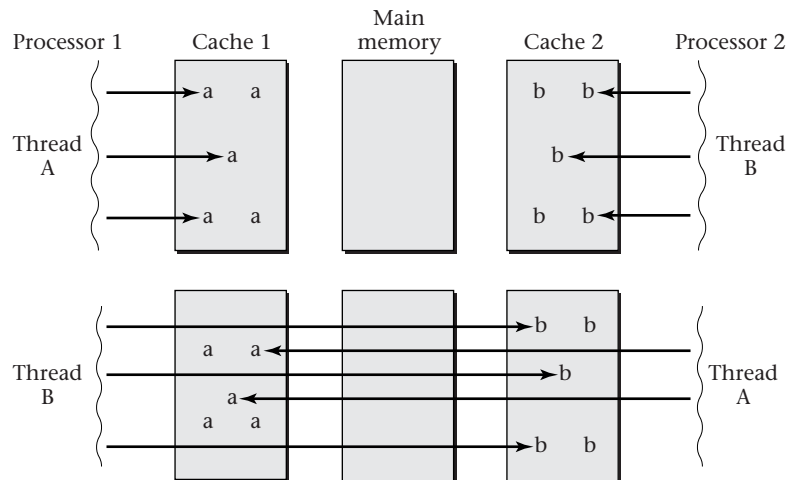 Main
Processor 1 Cache 1 memory Cache 2 Processor 2
a a b b
Thread
A
a b
Thread
B
a a b b
b b
a a
Thread
B
b
Thread
A
a
a a
b b